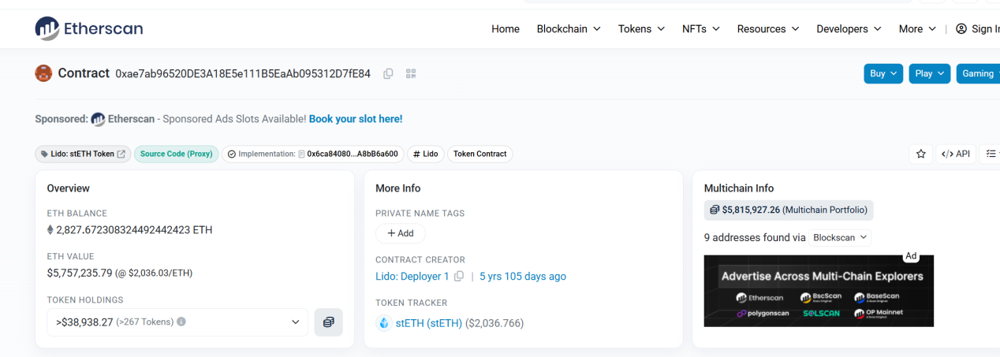 Etherscan
Home Blockchain Tokens NFTs Resources Developers More | Sign In
Contract 0xae7ab96520DE3A18E5e111B5EaAb095312D7fE84
Buy Play Gaming
Sponsored: Etherscan - Sponsored Ads Slots Available! Book your slot here!
Lido: stETH Token Source Code (Proxy) Implementation: 0x6ca84080...A8bB6a600 # Lido Token Contract
</> API
Overview
ETH BALANCE
2,827.672308324492442423 ETH
ETH VALUE
$5,757,235.79 (@ $2,036.03/ETH)
TOKEN HOLDINGS
>$38,938.27 (>267 Tokens)
More Info
PRIVATE NAME TAGS
+ Add
CONTRACT CREATOR
Lido: Deployer 1 | 5 yrs 105 days ago
TOKEN TRACKER
stETH (stETH) ($2,036.766)
Multichain Info
$5,815,927.26 (Multichain Portfolio)
9 addresses found via Blockscan
Ad
Advertise Across Multi-Chain Explorers
Etherscan BscScan BaseScan
polygonscan SOLSCAN OP Mainnet